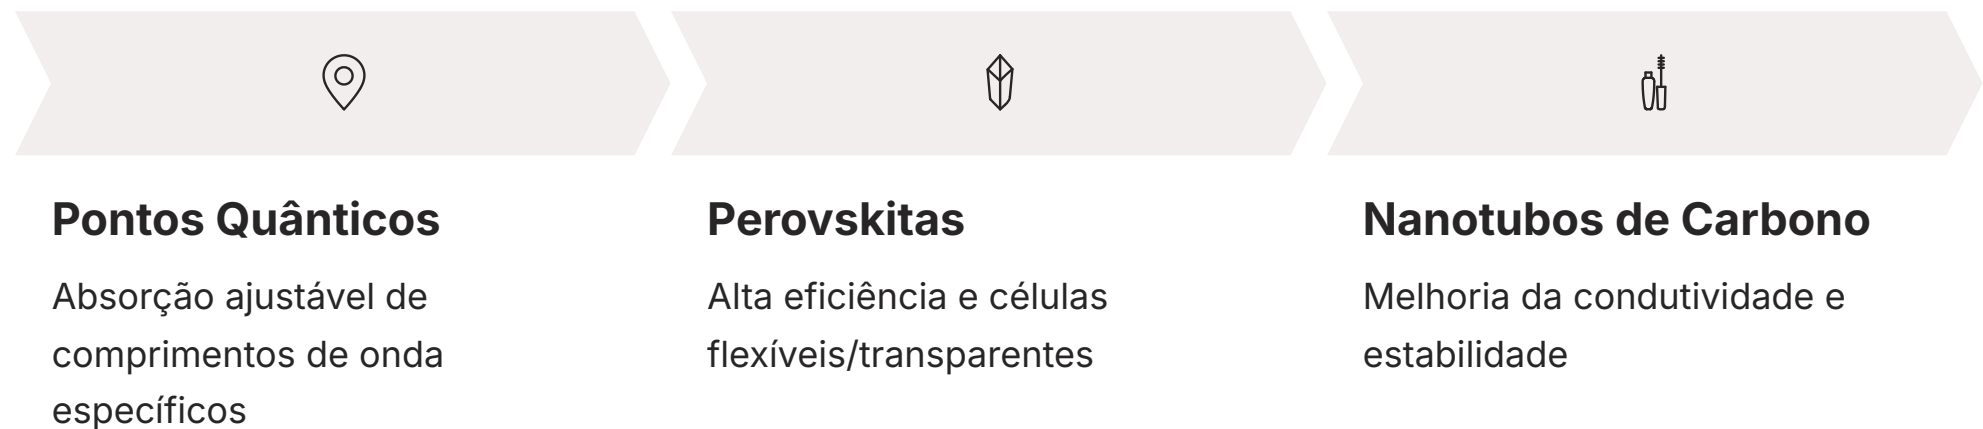 Pontos Quânticos
Absorção ajustável de
comprimentos de onda
específicos
Perovskitas
Alta eficiência e células
flexíveis/transparentes
Nanotubos de Carbono
Melhoria da condutividade e
estabilidade